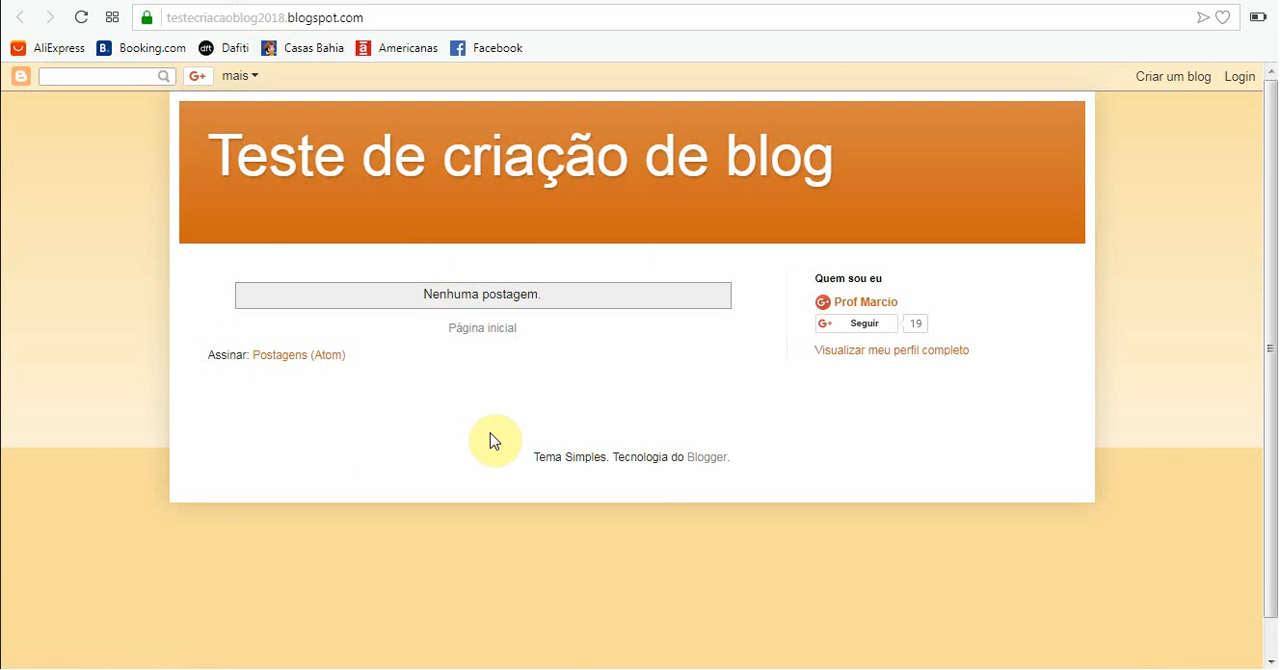 testecriacaoblog2018.blogspot.com
AliExpress B. Booking.com dft Dafiti Casas Bahia a Americanas f Facebook
G+ mais Criar um blog Login
Teste de criação de blog
Nenhuma postagem.
Página inicial
Assinar: Postagens (Atom)
Quem sou eu
G+ Prof Marcio
G+ Seguir 19
Visualizar meu perfil completo
Tema Simples. Tecnologia do Blogger.